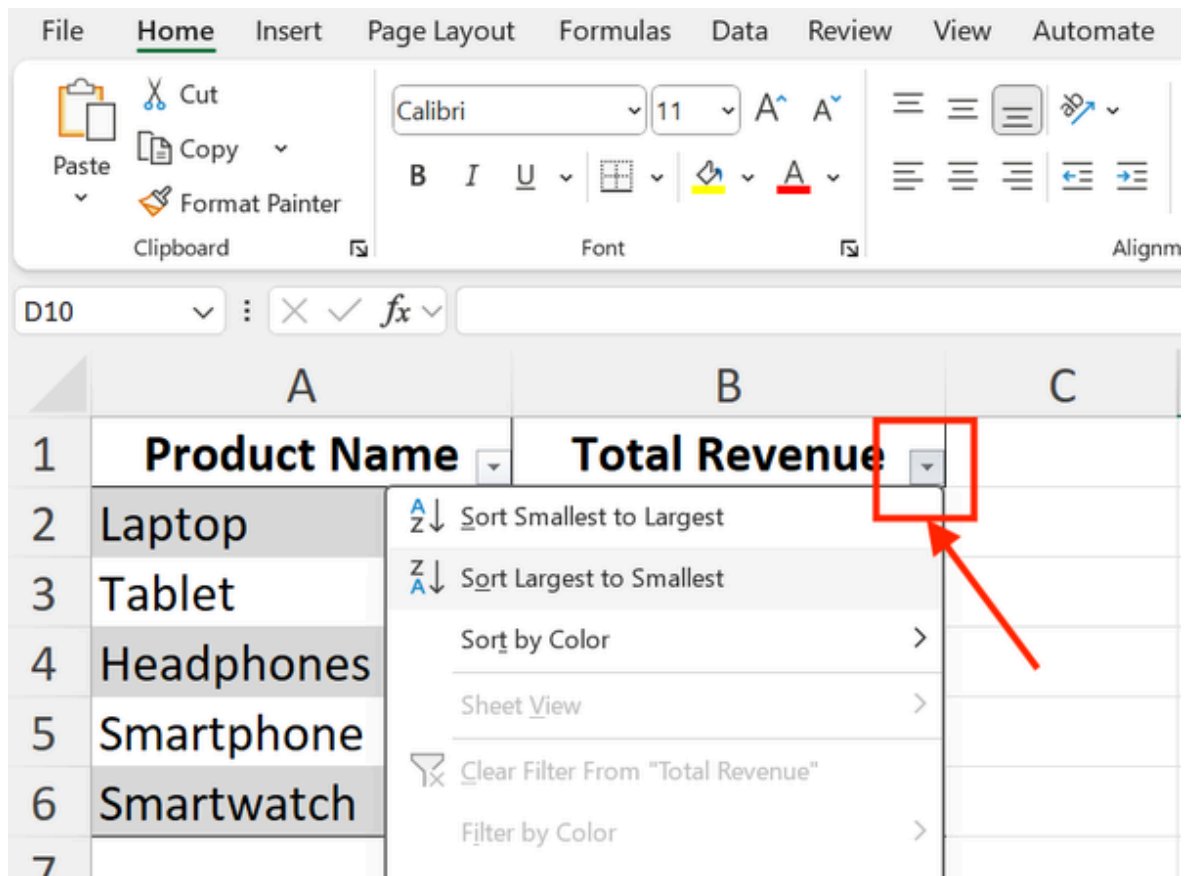 File Home Insert Page Layout Formulas Data Review View Automate
Cut
Copy
Paste
Format Painter
Clipboard
Calibri 11 A A
B I U A
Font
ab
Alignm
D10 fx
A B C
1 Product Name Total Revenue
2 Laptop
3 Tablet
4 Headphones
5 Smartphone
6 Smartwatch
7
Sort Smallest to Largest
Sort Largest to Smallest
Sort by Color
Sheet View
Clear Filter From "Total Revenue"
Filter by Color